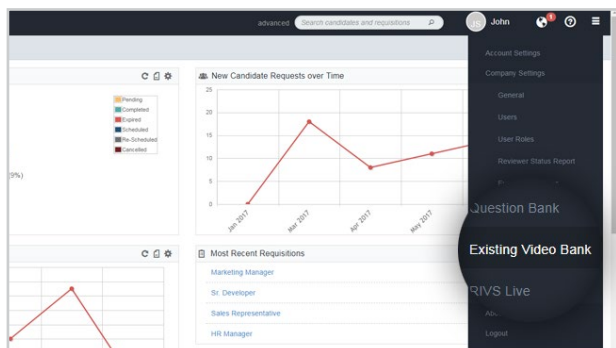 advanced Search candidates and requisitions John 1
JS
Account Settings
Company Settings
General
Users
User Roles
Reviewer Status Report
Question Bank
Existing Video Bank
RIVS Live
Logout
Pending
Completed
Expired
Scheduled
Re-Scheduled
Cancelled
9%)
New Candidate Requests over Time
25
20
15
10
5
0
Jan 2017
Mar 2017
Apr 2017
May 2017
Most Recent Requisitions
Marketing Manager
Sr. Developer
Sales Representative
HR Manager